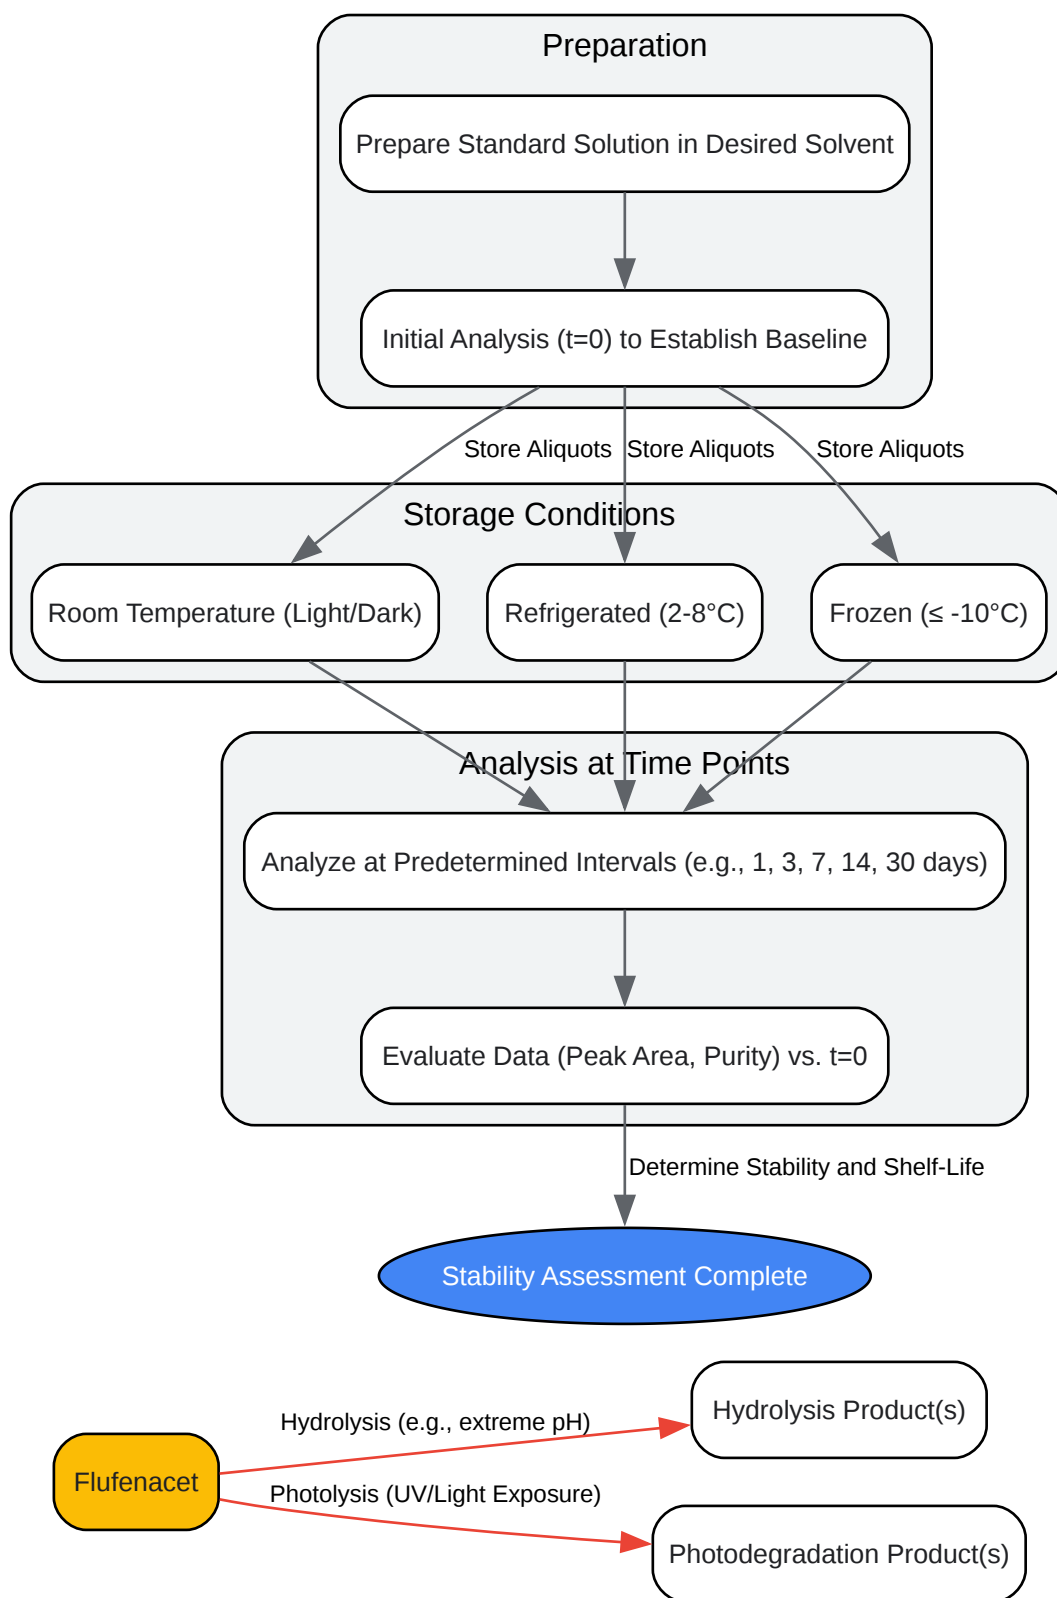 Preparation
Prepare Standard Solution in Desired Solvent
Initial Analysis (t=0) to Establish Baseline
Store Aliquots
Store Aliquots
Store Aliquots
Storage Conditions
Room Temperature (Light/Dark)
Refrigerated (2-8°C)
Frozen (≤ -10°C)
Analysis at Time Points
Analyze at Predetermined Intervals (e.g., 1, 3, 7, 14, 30 days)
Evaluate Data (Peak Area, Purity) vs. t=0
Determine Stability and Shelf-Life
Stability Assessment Complete
Hydrolysis Product(s)
Hydrolysis (e.g., extreme pH)
Flufenacet
Photolysis (UV/Light Exposure)
Photodegradation Product(s)